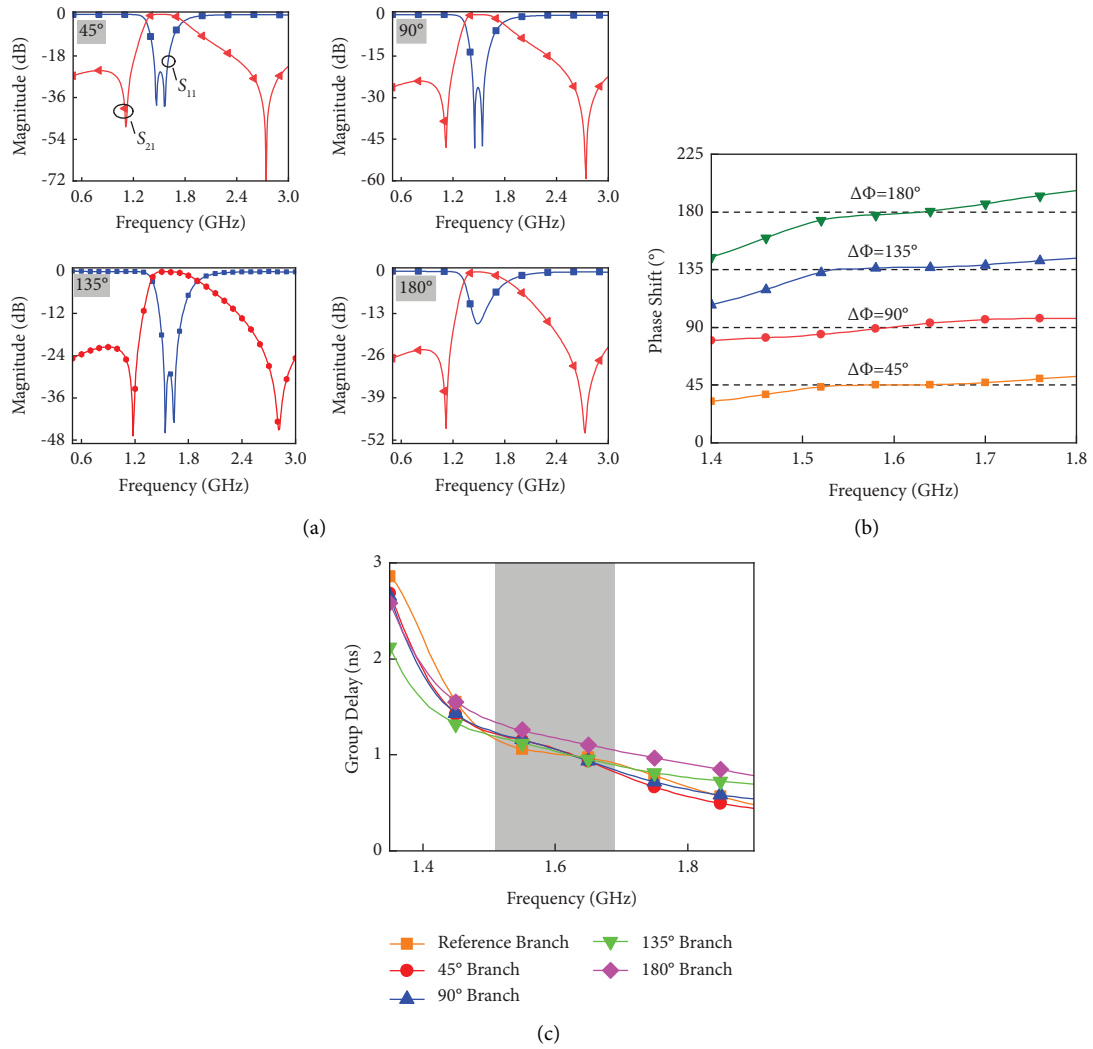 45°
S11
S21
Magnitude (dB)
0
-18
-36
-54
-72
0.6 1.2 1.8 2.4 3.0
Frequency (GHz)
90°
Magnitude (dB)
0
-15
-30
-45
-60
0.6 1.2 1.8 2.4 3.0
Frequency (GHz)
135°
Magnitude (dB)
0
-12
-24
-36
-48
0.6 1.2 1.8 2.4 3.0
Frequency (GHz)
180°
Magnitude (dB)
0
-13
-26
-39
-52
0.6 1.2 1.8 2.4 3.0
Frequency (GHz)
(a)
Phase Shift (°)
225
180
135
90
45
0
ΔΦ=180°
ΔΦ=135°
ΔΦ=90°
ΔΦ=45°
1.4 1.5 1.6 1.7 1.8
Frequency (GHz)
(b)
Group Delay (ns)
3
2
1
0
1.4 1.6 1.8
Frequency (GHz)
Reference Branch
45° Branch
90° Branch
135° Branch
180° Branch
(c)